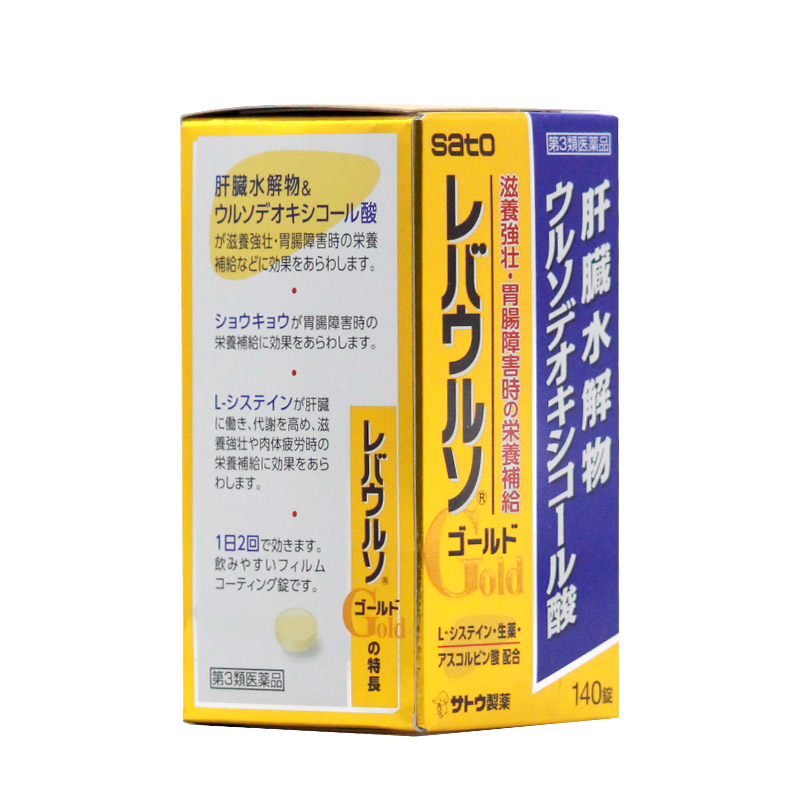 肝臓水解物&
ウルソデオキシコール酸
が滋養強壮・胃腸障害時の栄養
補給などに効果をあらわします。
ショウキョウが胃腸障害時の
栄養補給に効果をあらわします。
L-システインが肝臓
に働き、代謝を高め、滋
養強壮や肉体疲労時の
栄養補給に効果をあら
わします。
1日2回で効きます。
飲みやすいフィルム
コーティング錠です。
第3類医薬品
レバウルソ®
ゴールド
Gold
の特長
sato
滋養強壮・胃腸障害時の栄養補給
レバウルソ®
ゴールド
Gold
L-システイン・生薬・
アスコルビン酸 配合
サトウ製薬
第3類医薬品
肝臓水解物
ウルソデオキシコール酸
140錠